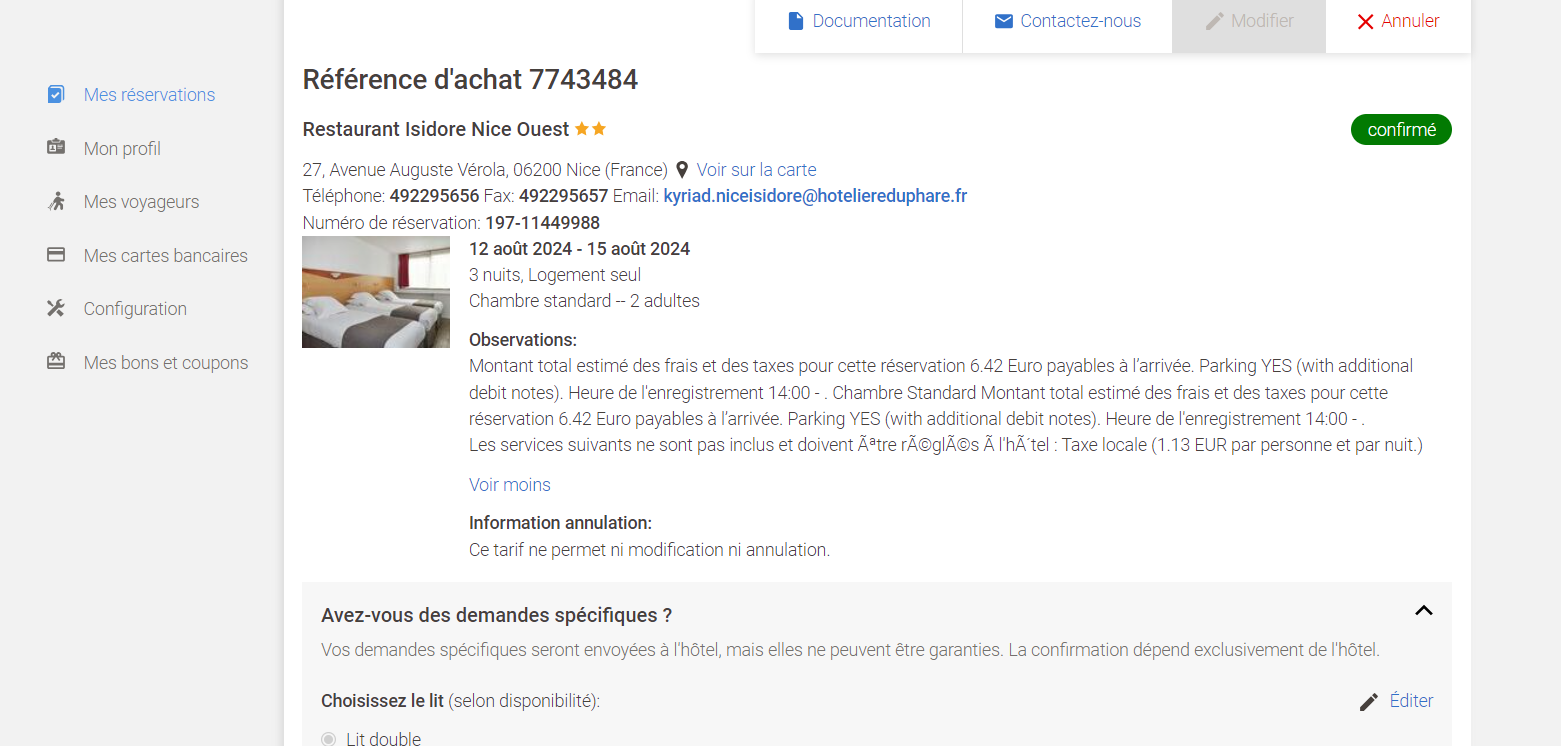 Documentation
Contactez-nous
Modifier
Annuler
Mes réservations
Mon profil
Mes voyageurs
Mes cartes bancaires
Configuration
Mes bons et coupons
Référence d'achat 7743484
Restaurant Isidore Nice Ouest
confirmé
27, Avenue Auguste Vérola, 06200 Nice (France) Voir sur la carte
Téléphone: 492295656 Fax: 492295657 Email: kyriad.niceisidore@hoteliereduphare.fr
Numéro de réservation: 197-11449988
12 août 2024 - 15 août 2024
3 nuits, Logement seul
Chambre standard -- 2 adultes
Observations:
Montant total estimé des frais et des taxes pour cette réservation 6.42 Euro payables à l’arrivée. Parking YES (with additional
debit notes). Heure de l'enregistrement 14:00 - . Chambre Standard Montant total estimé des frais et des taxes pour cette
réservation 6.42 Euro payables à l’arrivée. Parking YES (with additional debit notes). Heure de l'enregistrement 14:00 - .
Les services suivants ne sont pas inclus et doivent Ãªtre rÃ©glÃ©s Ã l'hÃ´tel : Taxe locale (1.13 EUR par personne et par nuit.)
Voir moins
Information annulation:
Ce tarif ne permet ni modification ni annulation.
Avez-vous des demandes spécifiques ?
Vos demandes spécifiques seront envoyées à l'hôtel, mais elles ne peuvent être garanties. La confirmation dépend exclusivement de l'hôtel.
Choisissez le lit (selon disponibilité):
Éditer
Lit double